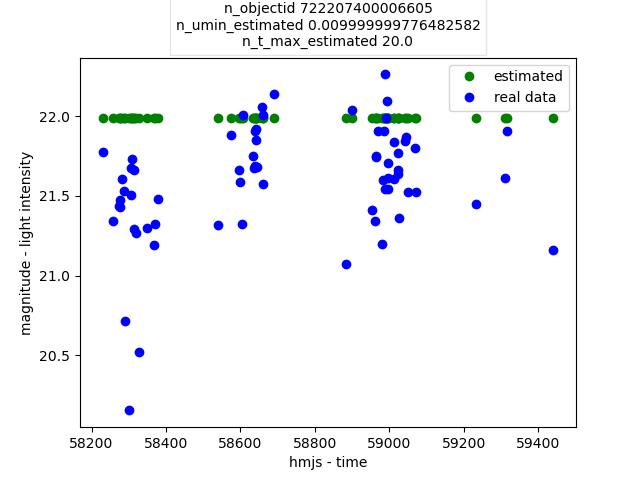 n_objectid 722207400006605
n_umin_estimated 0.009999999776482582
n_t_max_estimated 20.0
estimated
real data
22.0
21.5
21.0
20.5
magnitude - light intensity
58200 58400 58600 58800 59000 59200 59400
hmjs - time